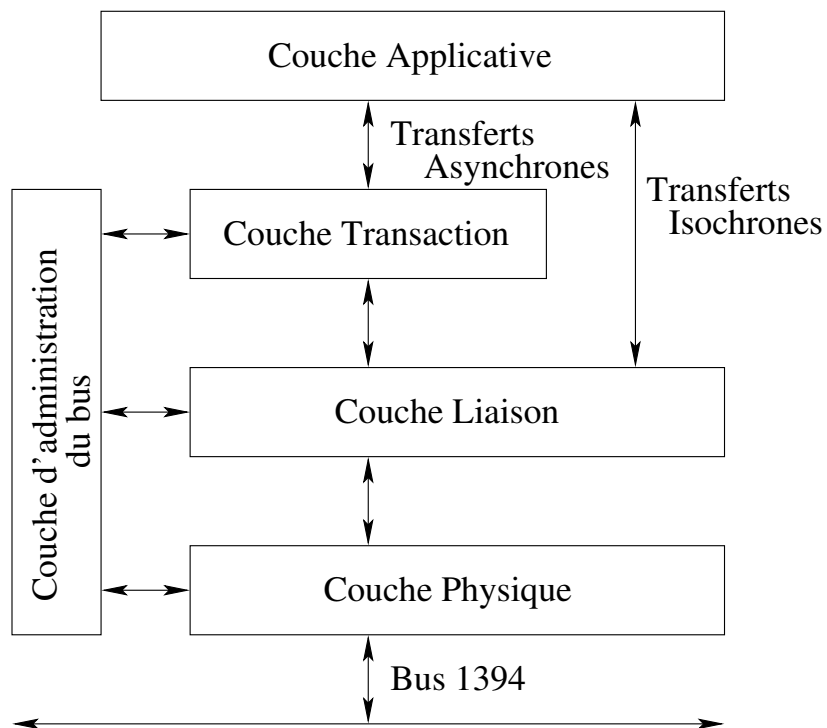 Couche Applicative
Transferts
Asynchrones
Transferts
Isochrones
Couche Transaction
Couche d'administration
du bus
Couche Liaison
Couche Physique
Bus 1394